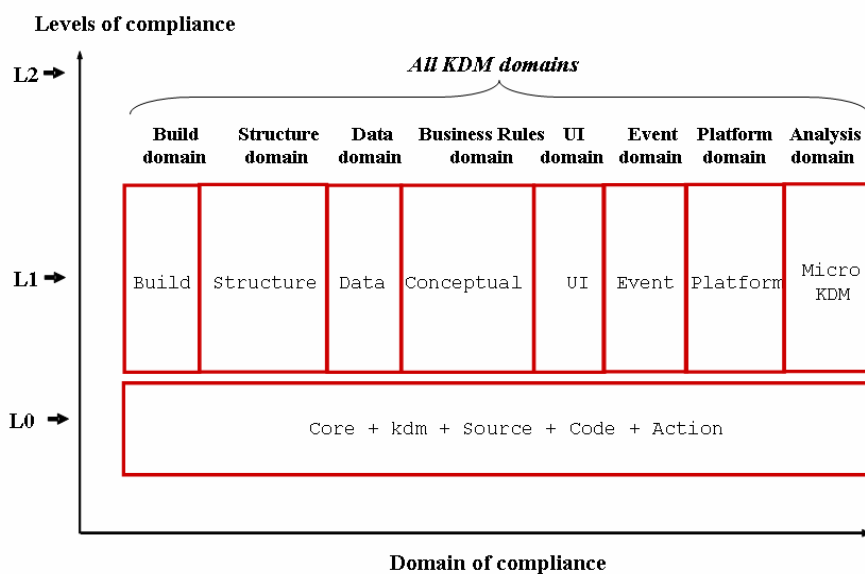 Levels of compliance
L2
All KDM domains
Build domain
Structure domain
Data domain
Business Rules domain
UI domain
Event domain
Platform domain
Analysis domain
L1
Build
Structure
Data
Conceptual
UI
Event
Platform
Micro
KDM
L0
Core + kdm + Source + Code + Action
Domain of compliance